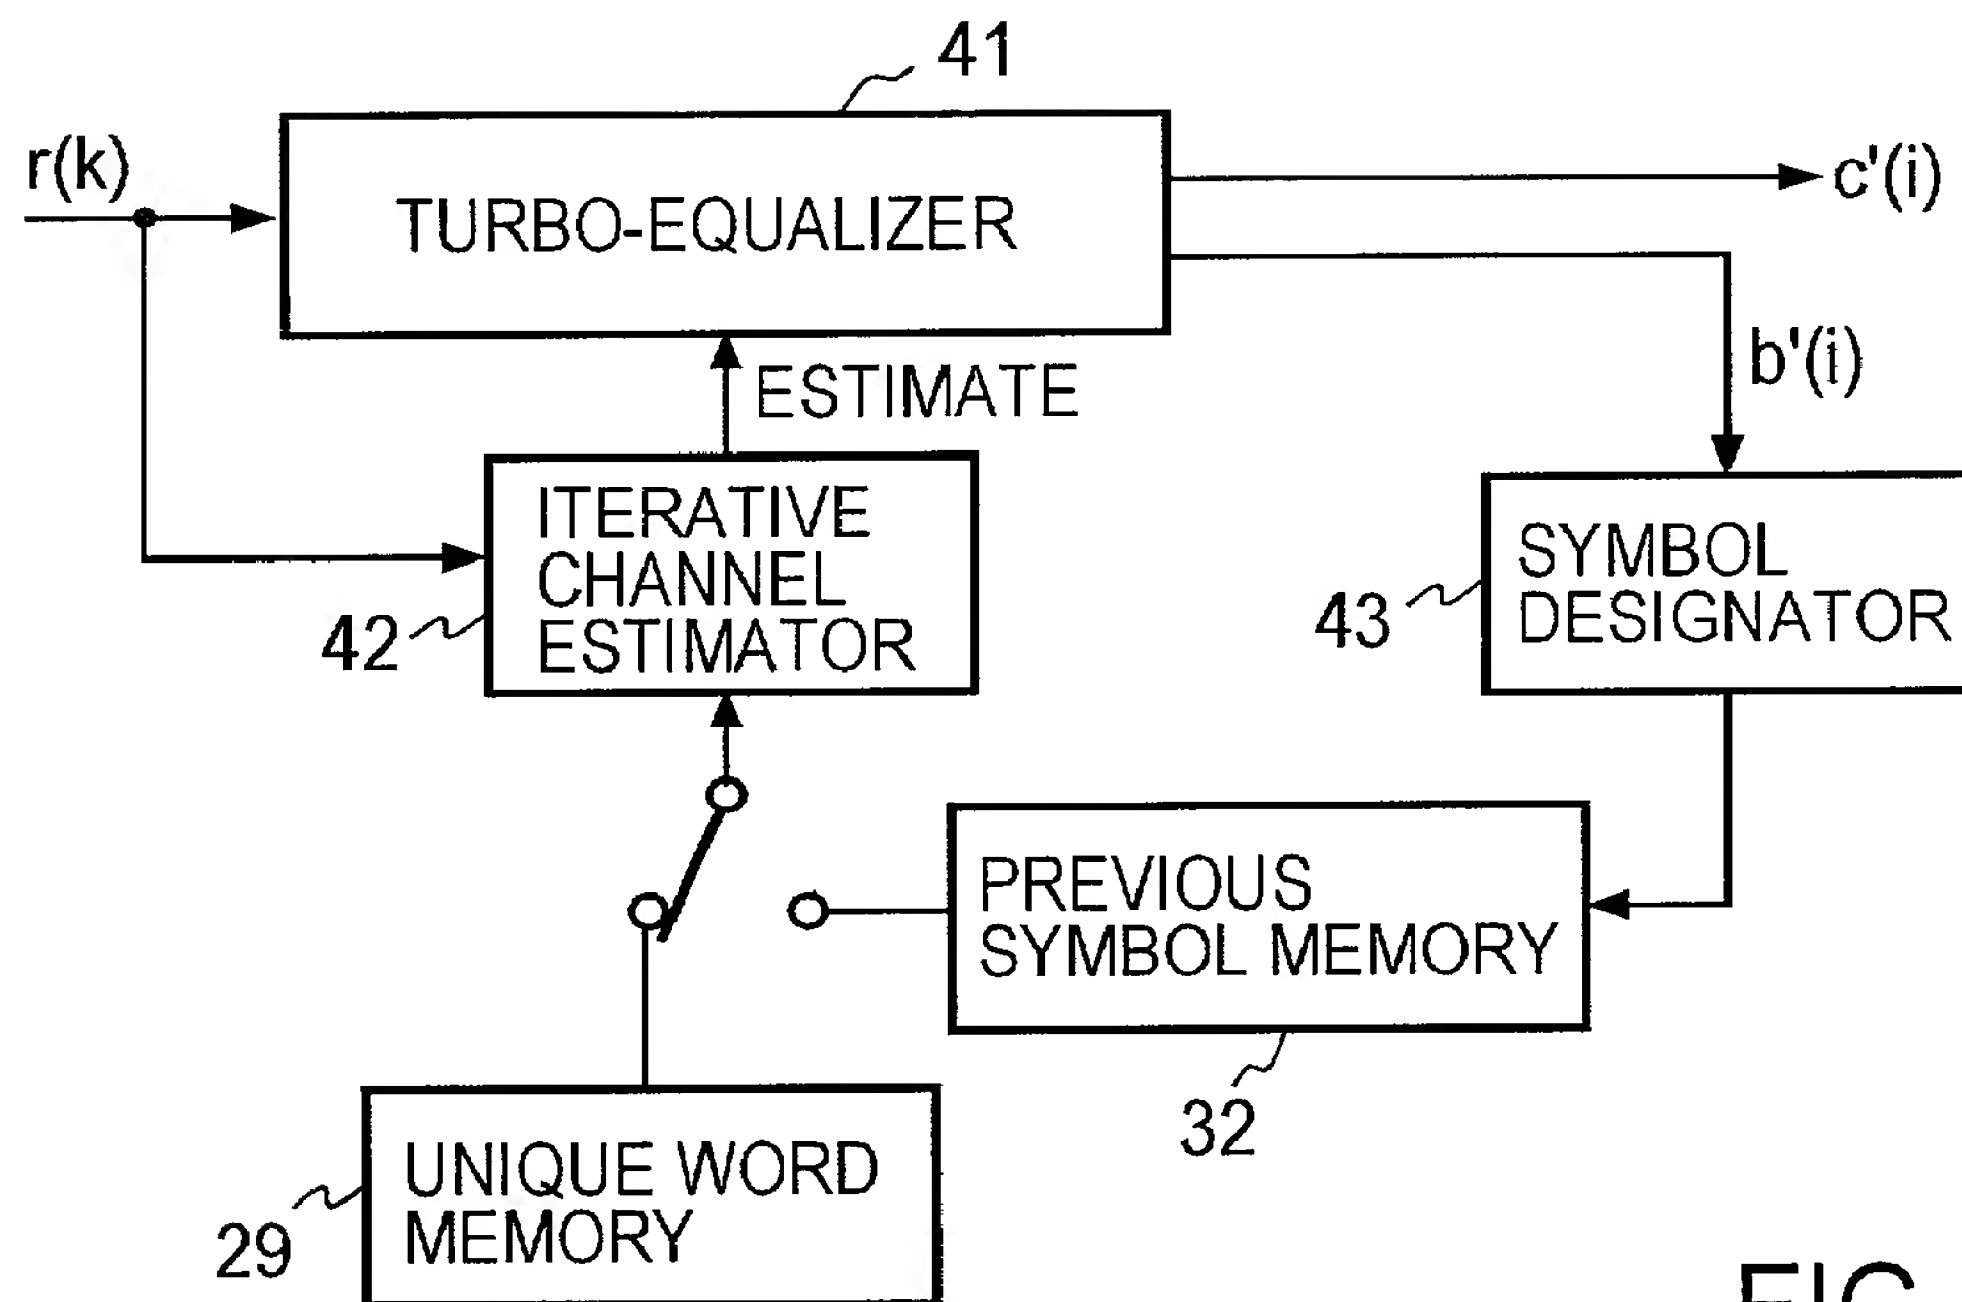 41
r(k)
TURBO-EQUALIZER
c'(i)
b'(i)
ESTIMATE
ITERATIVE
CHANNEL
ESTIMATOR
42
SYMBOL
DESIGNATOR
43
PREVIOUS
SYMBOL MEMORY
32
UNIQUE WORD
MEMORY
29
FIG